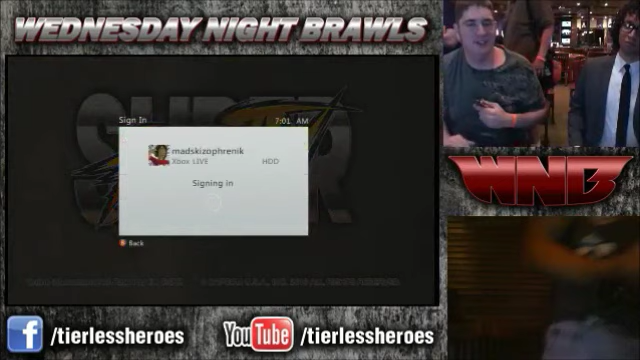 WEDNESDAY NIGHT BRAWLS
Sign In
7:01 AM
madskizophrenik
Xbox LIVE
HDD
Signing in
B Back
SUPER
WNB
f /tierlessheroes
YouTube /tierlessheroes